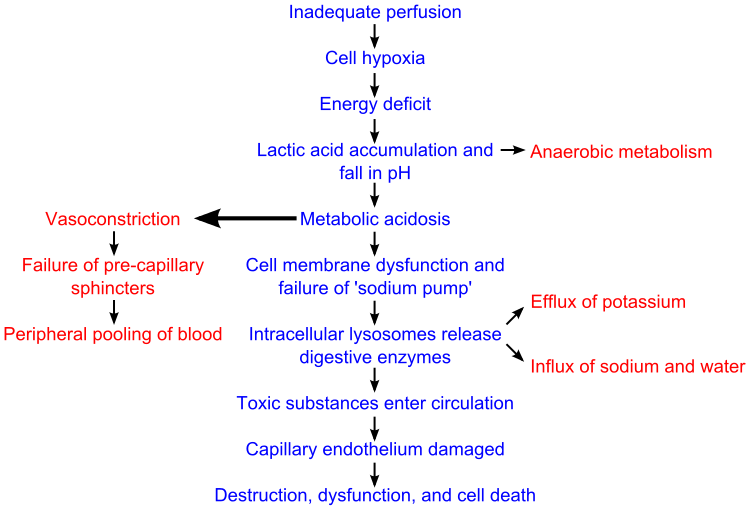 Inadequate perfusion
Cell hypoxia
Energy deficit
Lactic acid accumulation and
fall in pH
Anaerobic metabolism
Vasoconstriction
Metabolic acidosis
Failure of pre-capillary
sphincters
Cell membrane dysfunction and
failure of 'sodium pump'
Peripheral pooling of blood
Intracellular lysosomes release
digestive enzymes
Efflux of potassium
Influx of sodium and water
Toxic substances enter circulation
Capillary endothelium damaged
Destruction, dysfunction, and cell death